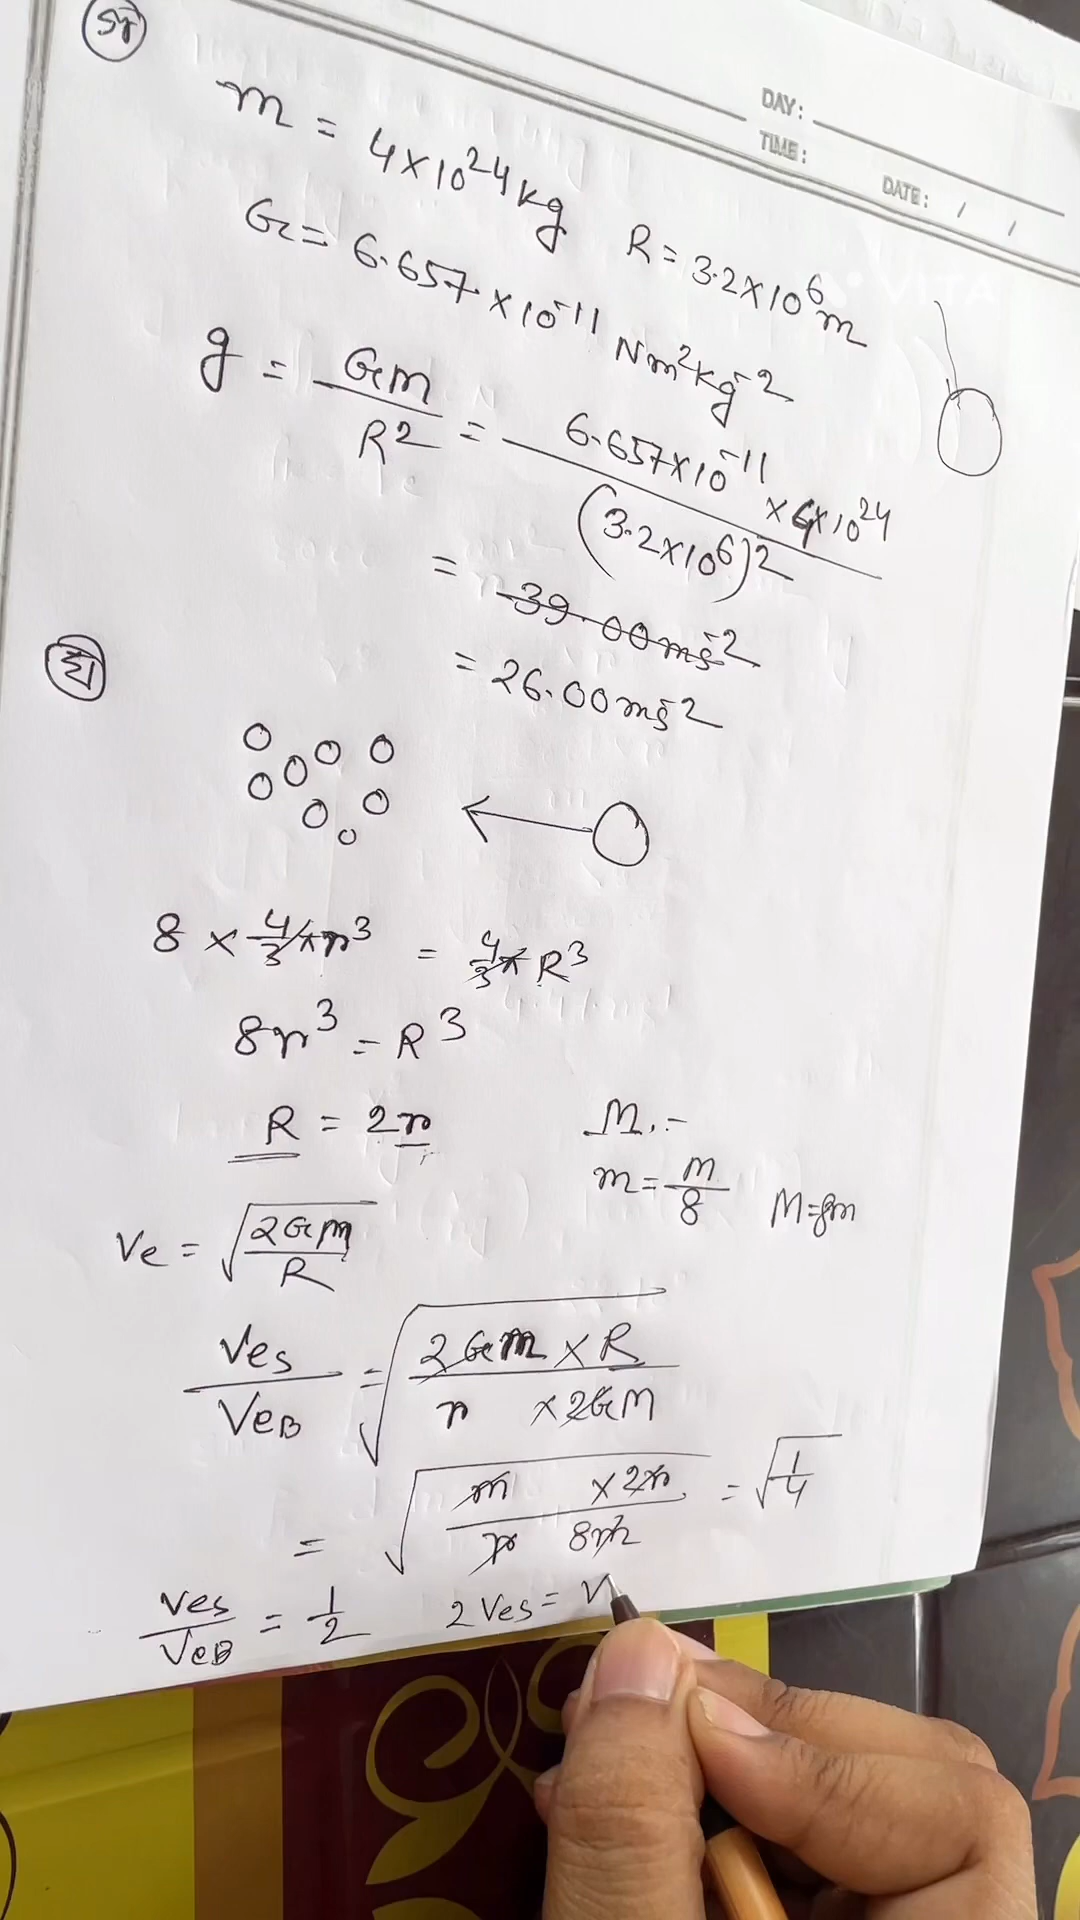 গ
DAY:
TIME:
DATE: / /
VITA
m = 4×10²⁴kg R = 3.2×10⁶m
G = 6.657×10⁻¹¹ Nm²kg⁻²
g = GM/R² = 6.657×10⁻¹¹ × 4×10²⁴/(3.2×10⁶)²
= 39.00ms⁻²
= 26.00ms⁻²
ঘ
8 × 4/3 πr³ = 4/3 π R³
8r³ = R³
R = 2r M.-
m = M/8 M=8m
Ve = √(2GM/R)
Ves/VeB = √(2Gm × R/r × 2GM)
= √(m × 2r/r 8m) = √(1/4)
Ves/VeB = 1/2 2Ves = V